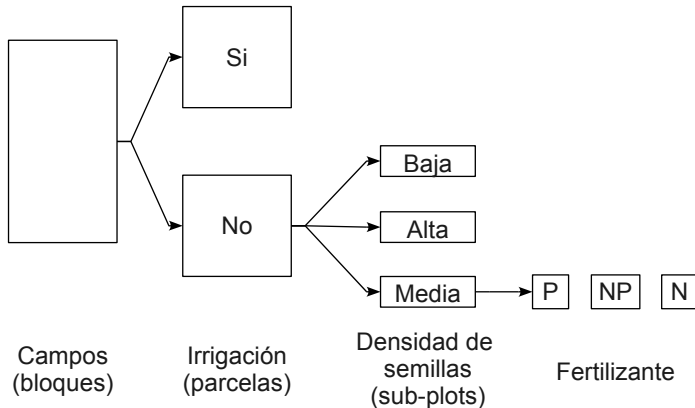 Si
No
Baja
Alta
Media
P
NP
N
Campos
(bloques)
Irrigación
(parcelas)
Densidad de
semillas
(sub-plots)
Fertilizante